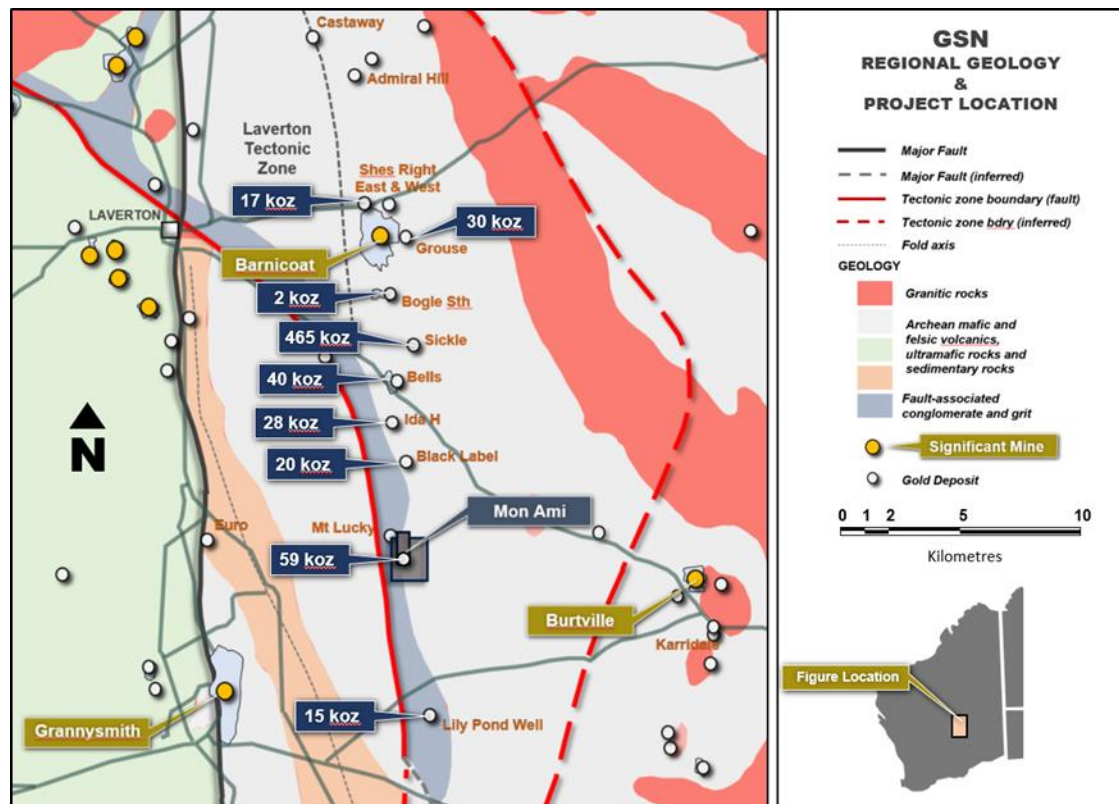 Castaway
Admiral Hill
Laverton
Tectonic
Zone
Shes Right
East & West
17 koz
LAVERTON
30 koz
Grouse
Barnicoat
2 koz
Bogle Sth
465 koz
Sickle
40 koz
Bells
28 koz
Ida H
20 koz
Black Label
N
Mon Ami
Euro
Mt Lucky
59 koz
Burtville
Karridale
Grannysmith
15 koz
Lily Pond Well
GSN
REGIONAL GEOLOGY
&
PROJECT LOCATION
Major Fault
Major Fault (inferred)
Tectonic zone boundary (fault)
Tectonic zone bdry (inferred)
Fold axis
GEOLOGY
Granitic rocks
Archean mafic and
felsic volcanics,
ultramafic rocks and
sedimentary rocks
Fault-associated
conglomerate and grit
Significant Mine
Gold Deposit
0 1 2 5 10
Kilometres
Figure Location